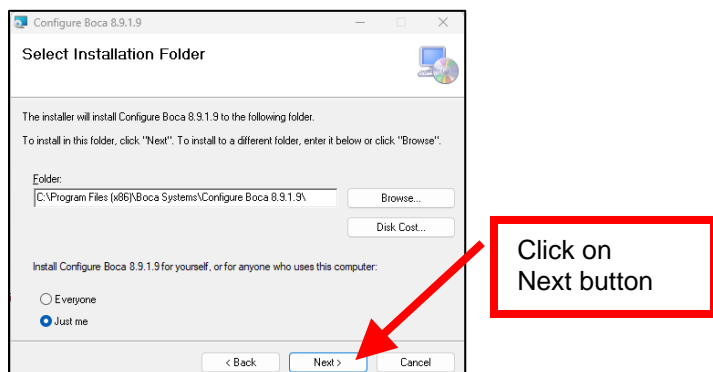 Configure Boca 8.9.1.9
Select Installation Folder
The installer will install Configure Boca 8.9.1.9 to the following folder.
To install in this folder, click "Next". To install to a different folder, enter it below or click "Browse".
Folder:
C:\Program Files (x86)\Boca Systems\Configure Boca 8.9.1.9\
Browse...
Disk Cost...
Install Configure Boca 8.9.1.9 for yourself, or for anyone who uses this computer:
Everyone
Just me
< Back
Next >
Cancel
Click on
Next button